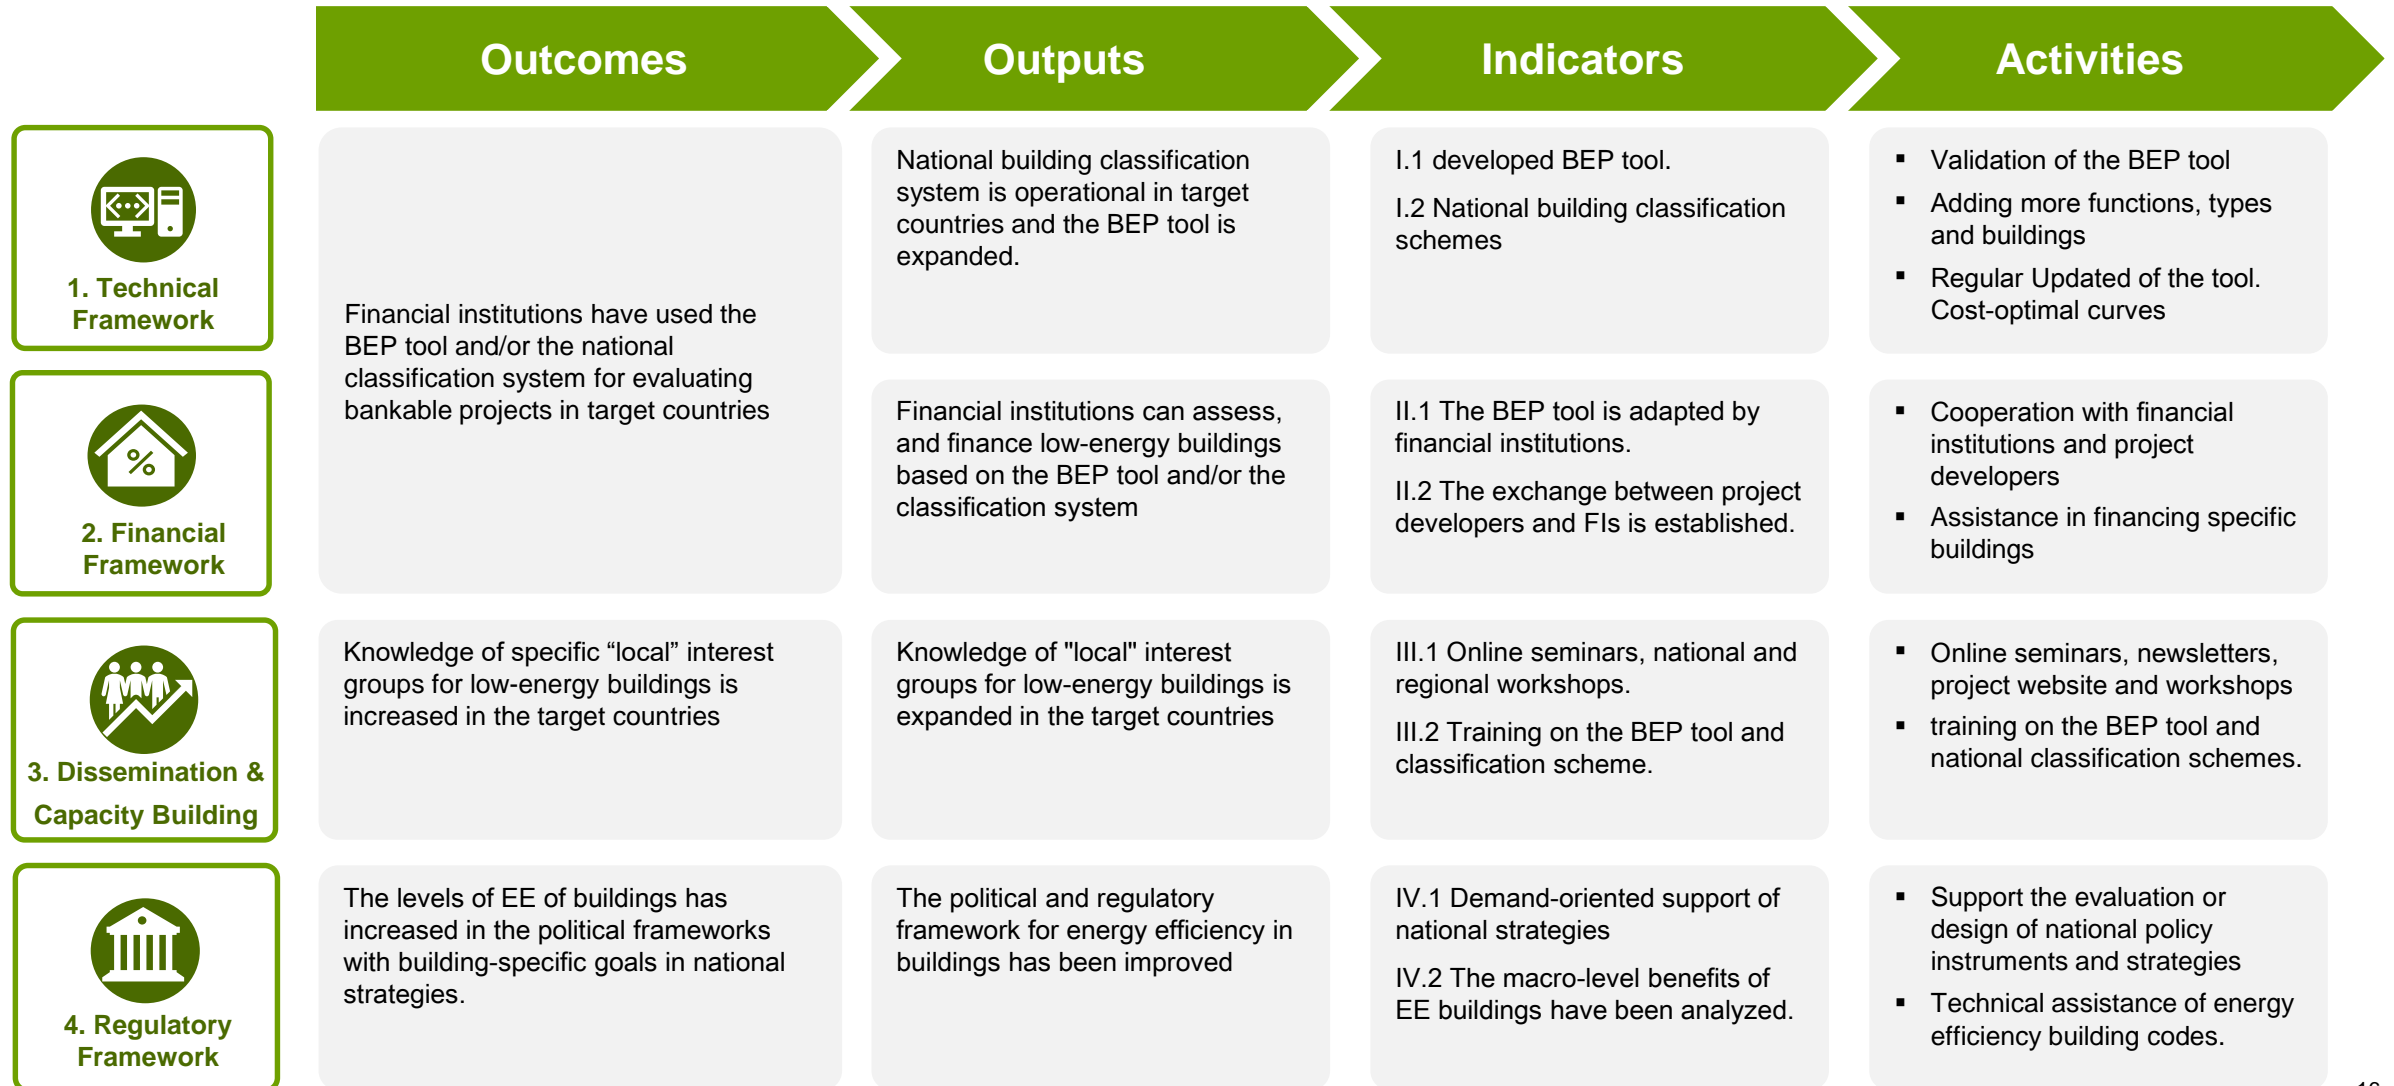 Outcomes
Outputs
Indicators
Activities
1. Technical
Framework
Financial institutions have used the
BEP tool and/or the national
classification system for evaluating
bankable projects in target countries
National building classification
system is operational in target
countries and the BEP tool is
expanded.
I.1 developed BEP tool.
I.2 National building classification
schemes
▪ Validation of the BEP tool
▪ Adding more functions, types
and buildings
▪ Regular Updated of the tool.
Cost-optimal curves
%
2. Financial
Framework
Financial institutions can assess,
and finance low-energy buildings
based on the BEP tool and/or the
classification system
II.1 The BEP tool is adapted by
financial institutions.
II.2 The exchange between project
developers and FIs is established.
▪ Cooperation with financial
institutions and project
developers
▪ Assistance in financing specific
buildings
3. Dissemination &
Capacity Building
Knowledge of specific “local” interest
groups for low-energy buildings is
increased in the target countries
Knowledge of "local" interest
groups for low-energy buildings is
expanded in the target countries
III.1 Online seminars, national and
regional workshops.
III.2 Training on the BEP tool and
classification scheme.
▪ Online seminars, newsletters,
project website and workshops
▪ training on the BEP tool and
national classification schemes.
4. Regulatory
Framework
The levels of EE of buildings has
increased in the political frameworks
with building-specific goals in national
strategies.
The political and regulatory
framework for energy efficiency in
buildings has been improved
IV.1 Demand-oriented support of
national strategies
IV.2 The macro-level benefits of
EE buildings have been analyzed.
▪ Support the evaluation or
design of national policy
instruments and strategies
▪ Technical assistance of energy
efficiency building codes.